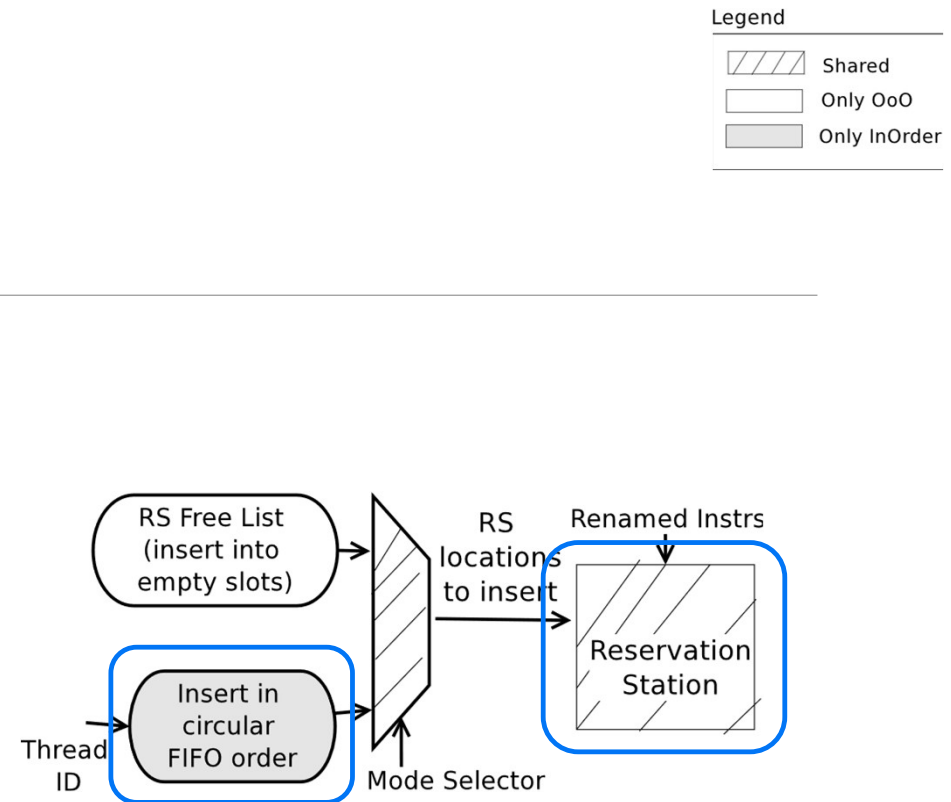 Legend
Shared
Only OoO
Only InOrder
RS Free List
(insert into
empty slots)
RS
locations
to insert
Renamed Instrs
Reservation
Station
Insert in
circular
FIFO order
Thread
ID
Mode Selector